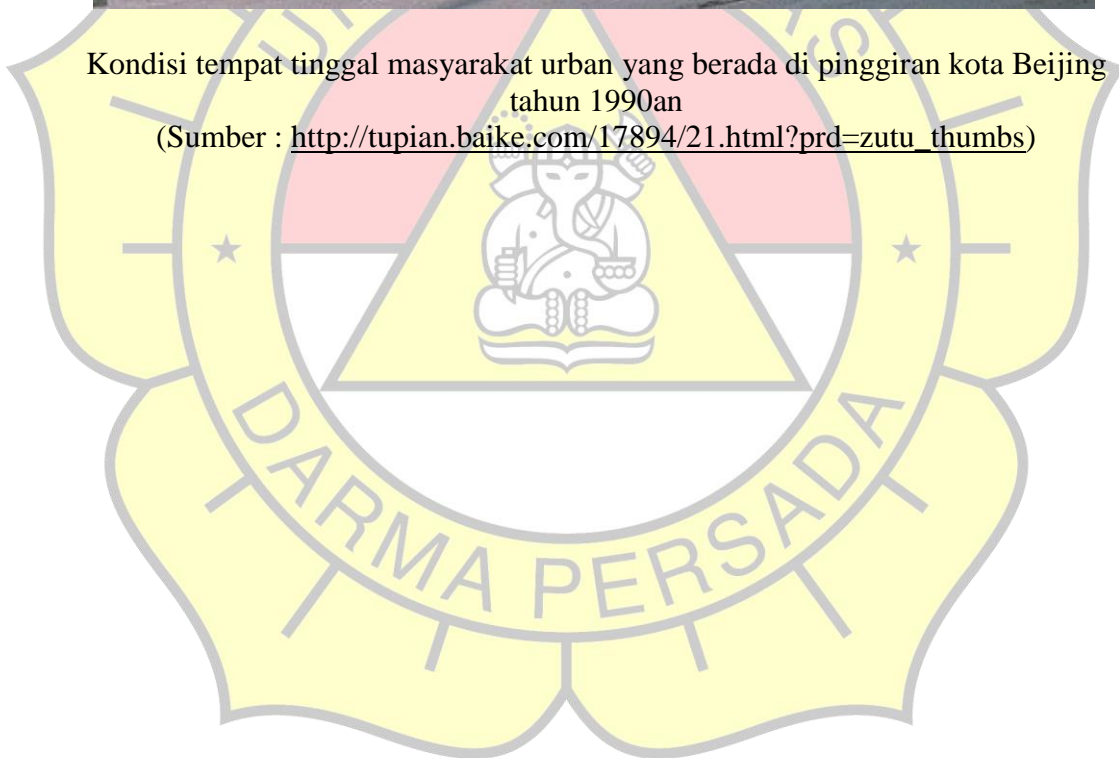 Kondisi tempat tinggal masyarakat urban yang berada di pinggiran kota Beijing
tahun 1990an
(Sumber : http://tupian.baike.com/17894/21.html?prd=zutu_thumbs)
DARMA PERSADA